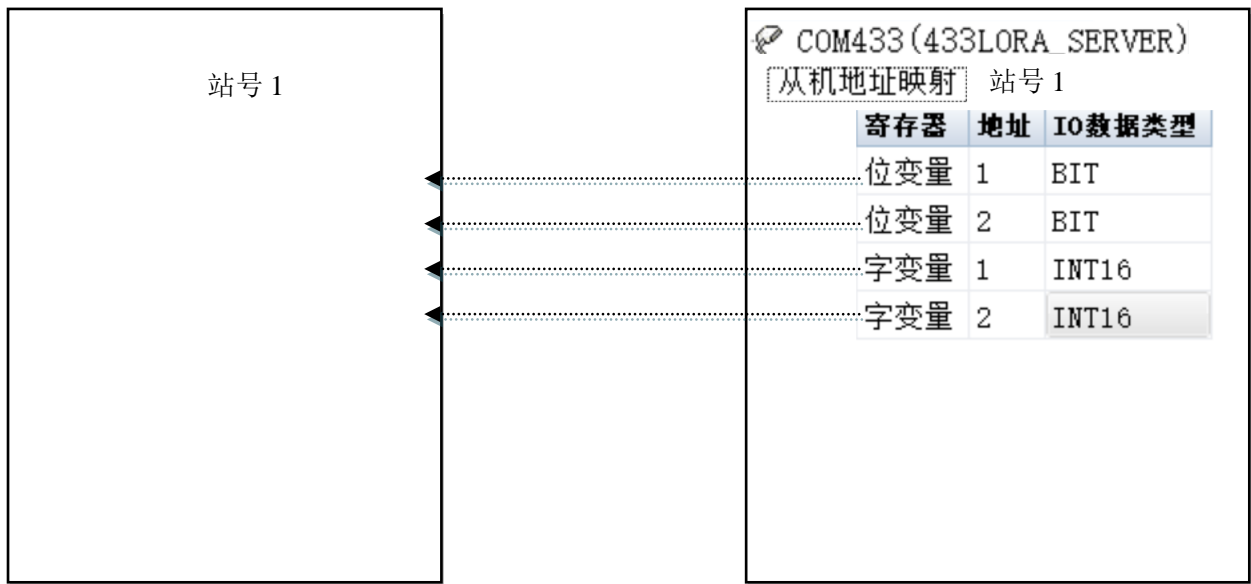 站号 1
COM433(433LORA_SERVER)
从机地址映射 站号 1
寄存器 地址 IO数据类型
位变量 1 BIT
位变量 2 BIT
字变量 1 INT16
字变量 2 INT16